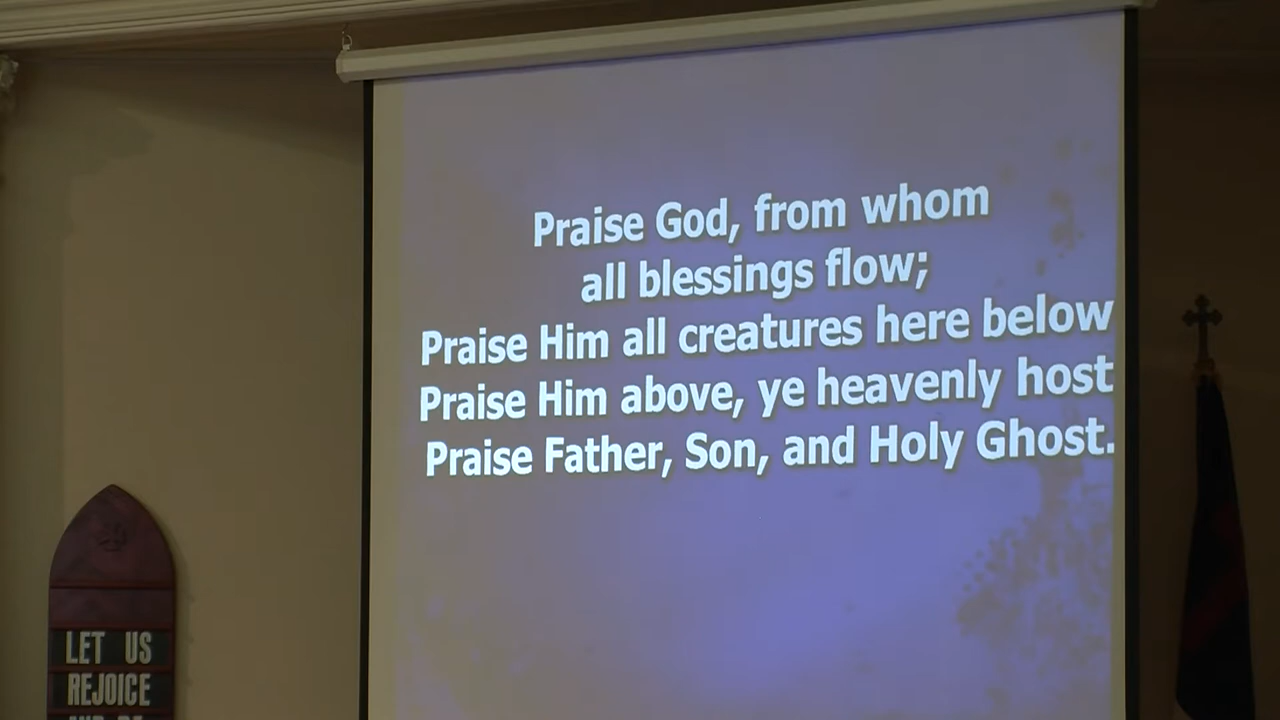 Praise God, from whom
all blessings flow;
Praise Him all creatures here below
Praise Him above, ye heavenly host
Praise Father, Son, and Holy Ghost.
LET US
REJOICE